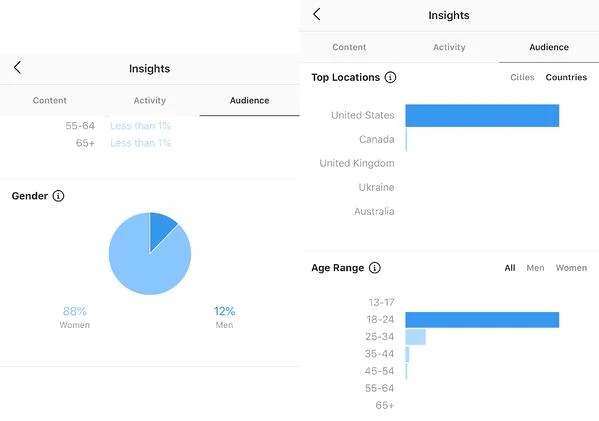 Insights
Content Activity Audience
55-64 Less than 1%
65+ Less than 1%
Gender
88% 12%
Women Men
Insights
Content Activity Audience
Top Locations Cities Countries
United States
Canada
United Kingdom
Ukraine
Australia
Age Range All Men Women
13-17
18-24
25-34
35-44
45-54
55-64
65+